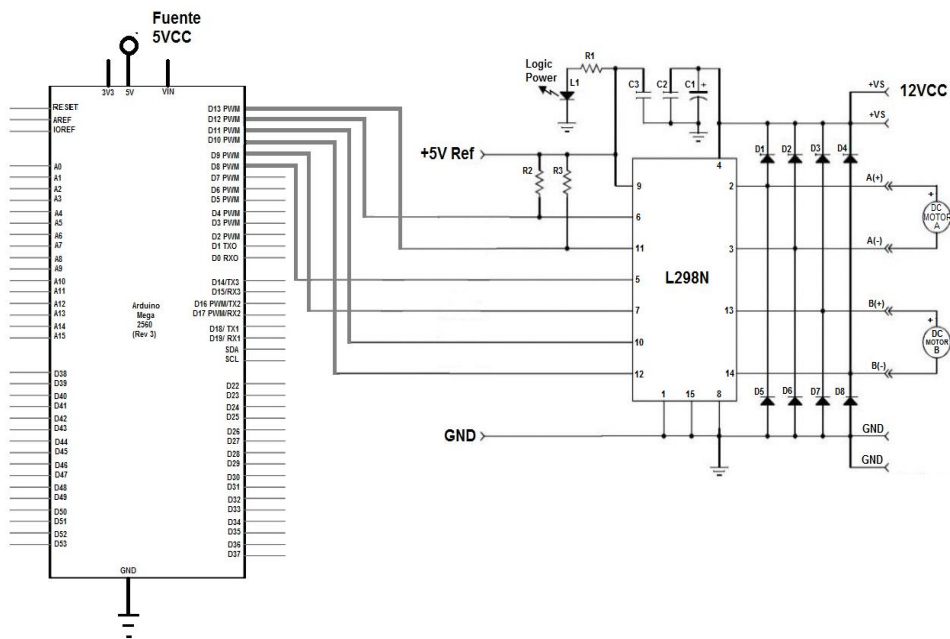 Fuente
5VCC
3V3
5V
VIN
RESET
AREF
IOREF
A0
A1
A2
A3
A4
A5
A6
A7
A8
A9
A10
A11
A12
A13
A14
A15
D38
D39
D40
D41
D42
D43
D44
D45
D46
D47
D48
D49
D50
D51
D52
D53
D13 PWM
D12 PWM
D11 PWM
D10 PWM
D9 PWM
D8 PWM
D7 PWM
D6 PWM
D5 PWM
D4 PWM
D3 PWM
D2 PWM
D1 TXO
D0 RXO
D14/TX3
D15/RX3
D16 PWM/TX2
D17 PWM/RX2
D18/ TX1
D19/ RX1
SDA
SCL
D22
D23
D24
D25
D26
D27
D28
D29
D30
D31
D32
D33
D34
D35
D36
D37
Arduino
Mega
2560
(Rev 3)
GND
Logic
Power
L1
R1
C3
C2
C1
+
+5V Ref
R2
R3
9
6
11
5
7
10
12
4
2
3
13
14
1
15
8
L298N
GND
D1
D2
D3
D4
D5
D6
D7
D8
+VS
12VCC
+VS
A(+)
A(-)
B(+)
B(-)
GND
GND
+
DC
MOTOR
A
+
DC
MOTOR
B